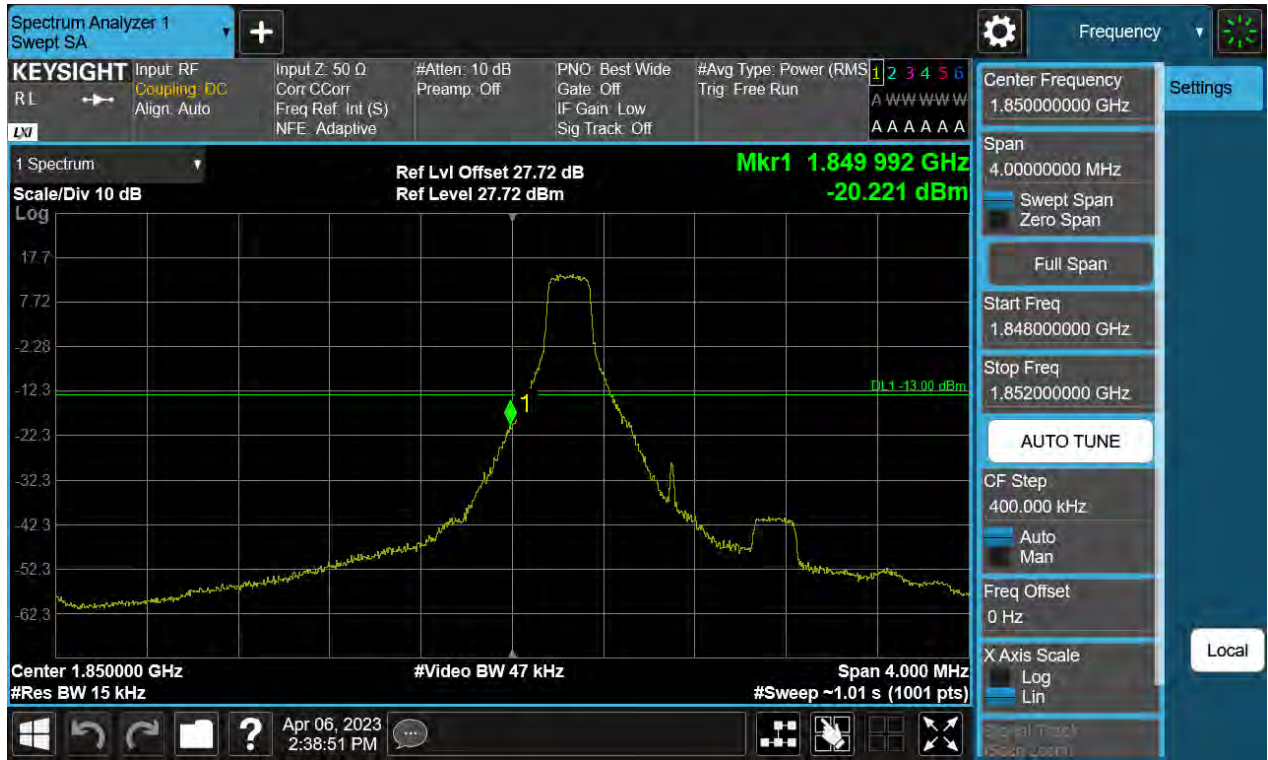 Spectrum Analyzer 1
Swept SA
+
Frequency
KEYSIGHT
RL
LXI
Input: RF
Coupling: DC
Align: Auto
Input Z: 50 Ω
Corr CCorr
Freq Ref: Int (S)
NFE: Adaptive
#Atten: 10 dB
Preamp: Off
PNO: Best Wide
Gate: Off
IF Gain: Low
Sig Track: Off
#Avg Type: Power (RMS
Trig: Free Run
1 2 3 4 5 6
A W W W W W
A A A A A A
1 Spectrum
Scale/Div 10 dB
Ref Lvl Offset 27.72 dB
Ref Level 27.72 dBm
Mkr1 1.849 992 GHz
-20.221 dBm
Log
17.7
7.72
-2.28
-12.3
-22.3
-32.3
-42.3
-52.3
-62.3
DL1 -13.00 dBm
1
Center 1.850000 GHz
#Res BW 15 kHz
#Video BW 47 kHz
Span 4.000 MHz
#Sweep ~1.01 s (1001 pts)
?
Apr 06, 2023
2:38:51 PM
Center Frequency
1.850000000 GHz
Span
4.00000000 MHz
Swept Span
Zero Span
Full Span
Start Freq
1.848000000 GHz
Stop Freq
1.852000000 GHz
AUTO TUNE
CF Step
400.000 kHz
Auto
Man
Freq Offset
0 Hz
X Axis Scale
Log
Lin
Signal Track
(Span Zoom)
Settings
Local